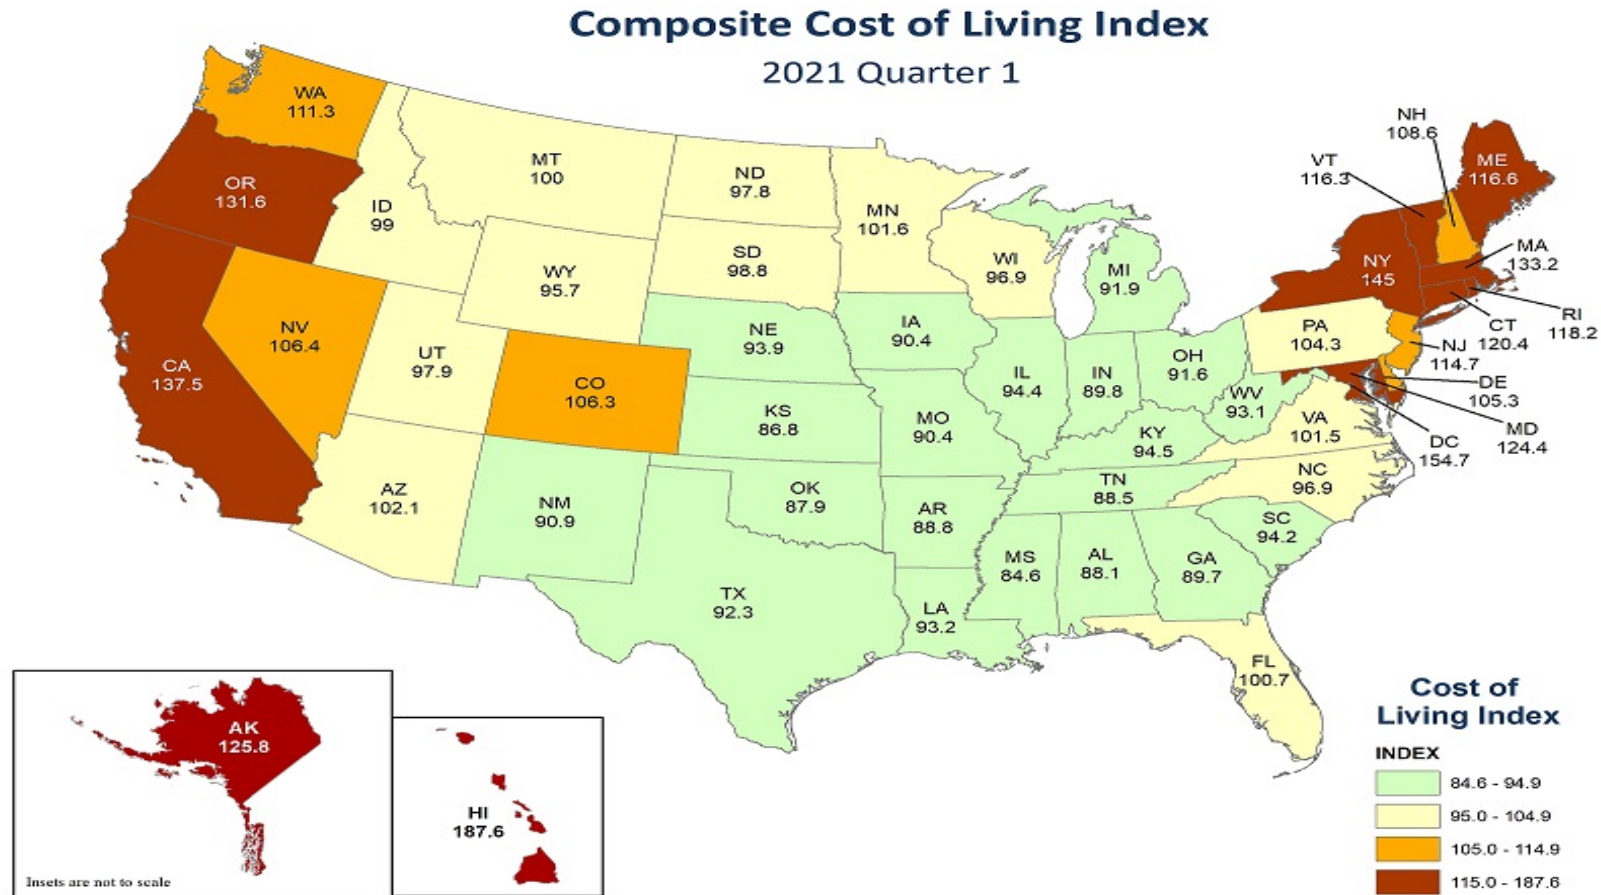 Composite Cost of Living Index
2021 Quarter 1
WA
111.3
OR
131.6
CA
137.5
NV
106.4
ID
99
MT
100
WY
95.7
UT
97.9
CO
106.3
AZ
102.1
NM
90.9
ND
97.8
SD
98.8
NE
93.9
KS
86.8
OK
87.9
TX
92.3
MN
101.6
IA
90.4
MO
90.4
AR
88.8
LA
93.2
WI
96.9
IL
94.4
MI
91.9
IN
89.8
OH
91.6
KY
94.5
TN
88.5
MS
84.6
AL
88.1
GA
89.7
FL
100.7
SC
94.2
NC
96.9
VA
101.5
WV
93.1
PA
104.3
NY
145
VT
116.3
NH
108.6
ME
116.6
MA
133.2
RI
118.2
CT
120.4
NJ
114.7
DE
105.3
MD
124.4
DC
154.7
AK
125.8
Insets are not to scale
HI
187.6
Cost of
Living Index
INDEX
84.6 - 94.9
95.0 - 104.9
105.0 - 114.9
115.0 - 187.6